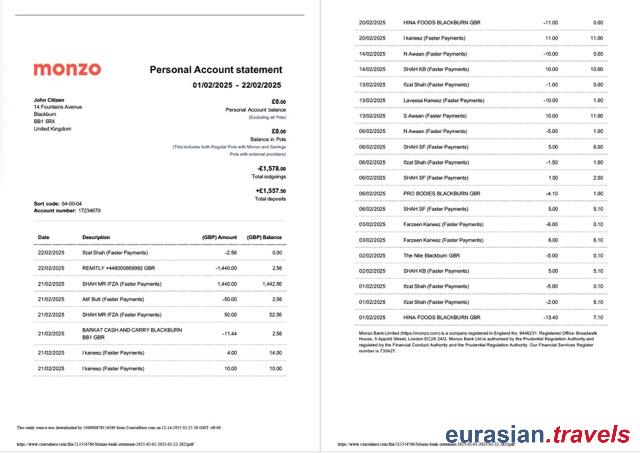 monzo
Personal Account statement
01/02/2025 - 22/02/2025
John Citizen
14 Fountains Avenue
Blackburn
BB1 5RX
United Kingdom
£0.00
Personal Account balance
(Excluding all Pots)
£0.00
Balance in Pots
(This includes both Regular Pots with Monzo and Savings
Pots with external providers)
-£1,578.00
Total outgoings
+£1,557.50
Total deposits
Sort code: 04-00-04
Account number: 17234679
Date Description (GBP) Amount (GBP) Balance
22/02/2025 Ifzal Shah (Faster Payments) -2.56 0.00
22/02/2025 REMITLY +448000869992 GBR -1,440.00 2.56
21/02/2025 SHAH MR IFZA (Faster Payments) 1,440.00 1,442.56
21/02/2025 Atif Butt (Faster Payments) -50.00 2.56
21/02/2025 SHAH MR IFZA (Faster Payments) 50.00 52.56
21/02/2025 BARKAT CASH AND CARRY BLACKBURN
BB1 GBR -11.44 2.56
21/02/2025 I kaneez (Faster Payments) 4.00 14.00
21/02/2025 I kaneez (Faster Payments) 10.00 10.00
This study source was downloaded by from CourseHero.com on 12-14-2025 GMT -06:00
20/02/2025 HINA FOODS BLACKBURN GBR -11.00 0.00
20/02/2025 I kaneez (Faster Payments) 11.00 11.00
14/02/2025 N Awaan (Faster Payments) -10.00 0.00
14/02/2025 SHAH KB (Faster Payments) 10.00 10.00
13/02/2025 Ifzal Shah (Faster Payments) -1.00 0.00
13/02/2025 Laveesa Kaneez (Faster Payments) -10.00 1.00
13/02/2025 S Awaan (Faster Payments) 10.00 11.00
06/02/2025 N Awaan (Faster Payments) -5.00 1.00
06/02/2025 SHAH SF (Faster Payments) 5.00 6.00
06/02/2025 Ifzal Shah (Faster Payments) -1.50 1.00
06/02/2025 SHAH SF (Faster Payments) 1.50 2.50
06/02/2025 PRO BODIES BLACKBURN GBR -4.10 1.00
06/02/2025 SHAH SF (Faster Payments) 5.00 5.10
03/02/2025 Farzeen Kaneez (Faster Payments) -6.00 0.10
03/02/2025 Farzeen Kaneez (Faster Payments) 6.00 6.10
02/02/2025 The Nile Blackburn GBR -5.00 0.10
02/02/2025 SHAH KB (Faster Payments) 5.00 5.10
01/02/2025 Ifzal Shah (Faster Payments) -5.00 0.10
01/02/2025 Ifzal Shah (Faster Payments) -2.00 5.10
01/02/2025 HINA FOODS BLACKBURN GBR -13.40 7.10
Monzo Bank Limited (https://monzo.com) is a company registered in England No. 9446231. Registered Office: Broadwalk
House, 5 Appold Street, London EC2A 2AG. Monzo Bank Ltd is authorised by the Prudential Regulation Authority and
regulated by the Financial Conduct Authority and the Prudential Regulation Authority. Our Financial Services Register
number is 730427.
eurasian.travels